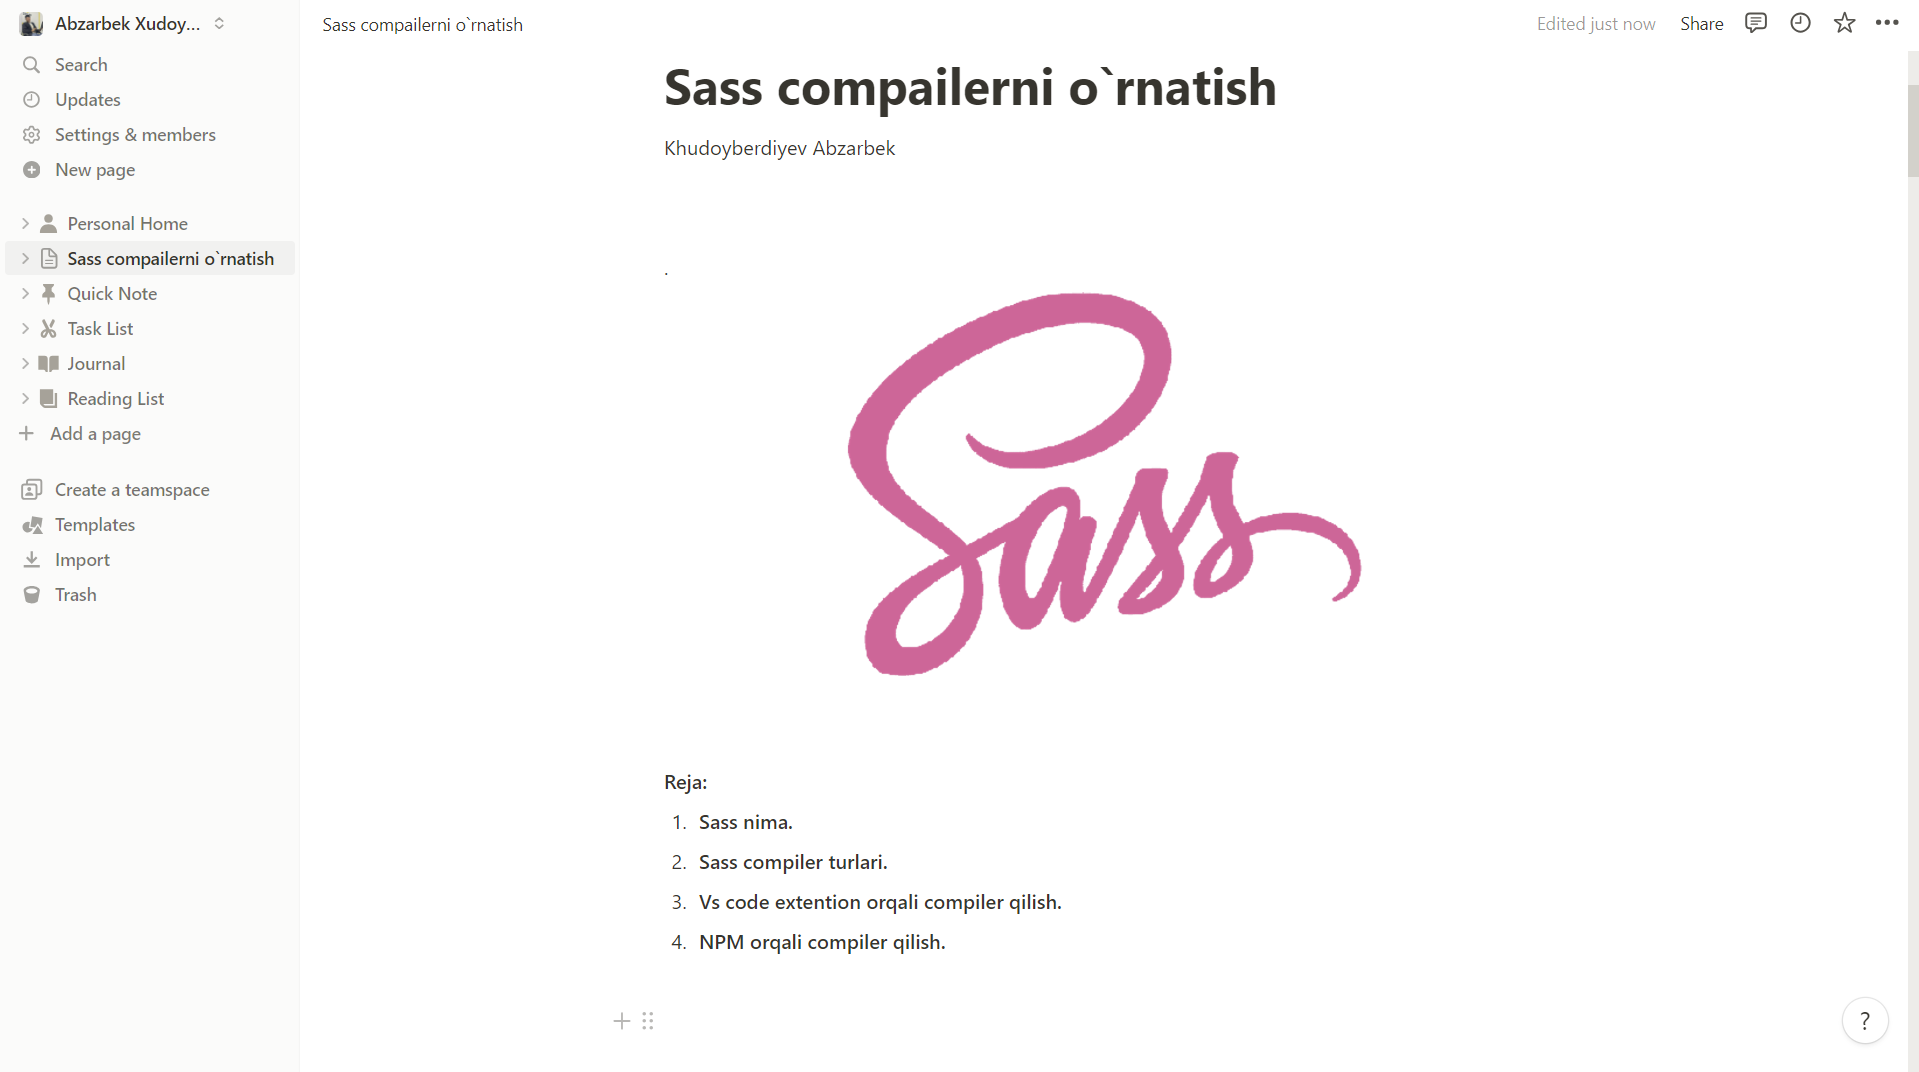 Abzarbek Xudoy...
Search
Updates
Settings & members
New page
Personal Home
Sass compailerni o`rnatish
Quick Note
Task List
Journal
Reading List
Add a page
Create a teamspace
Templates
Import
Trash
Sass compailerni o`rnatish
Edited just now
Share
Sass compailerni o`rnatish
Khudoyberdiyev Abzarbek
.
Sass
Reja:
1. Sass nima.
2. Sass compiler turlari.
3. Vs code extention orqali compiler qilish.
4. NPM orqali compiler qilish.
?